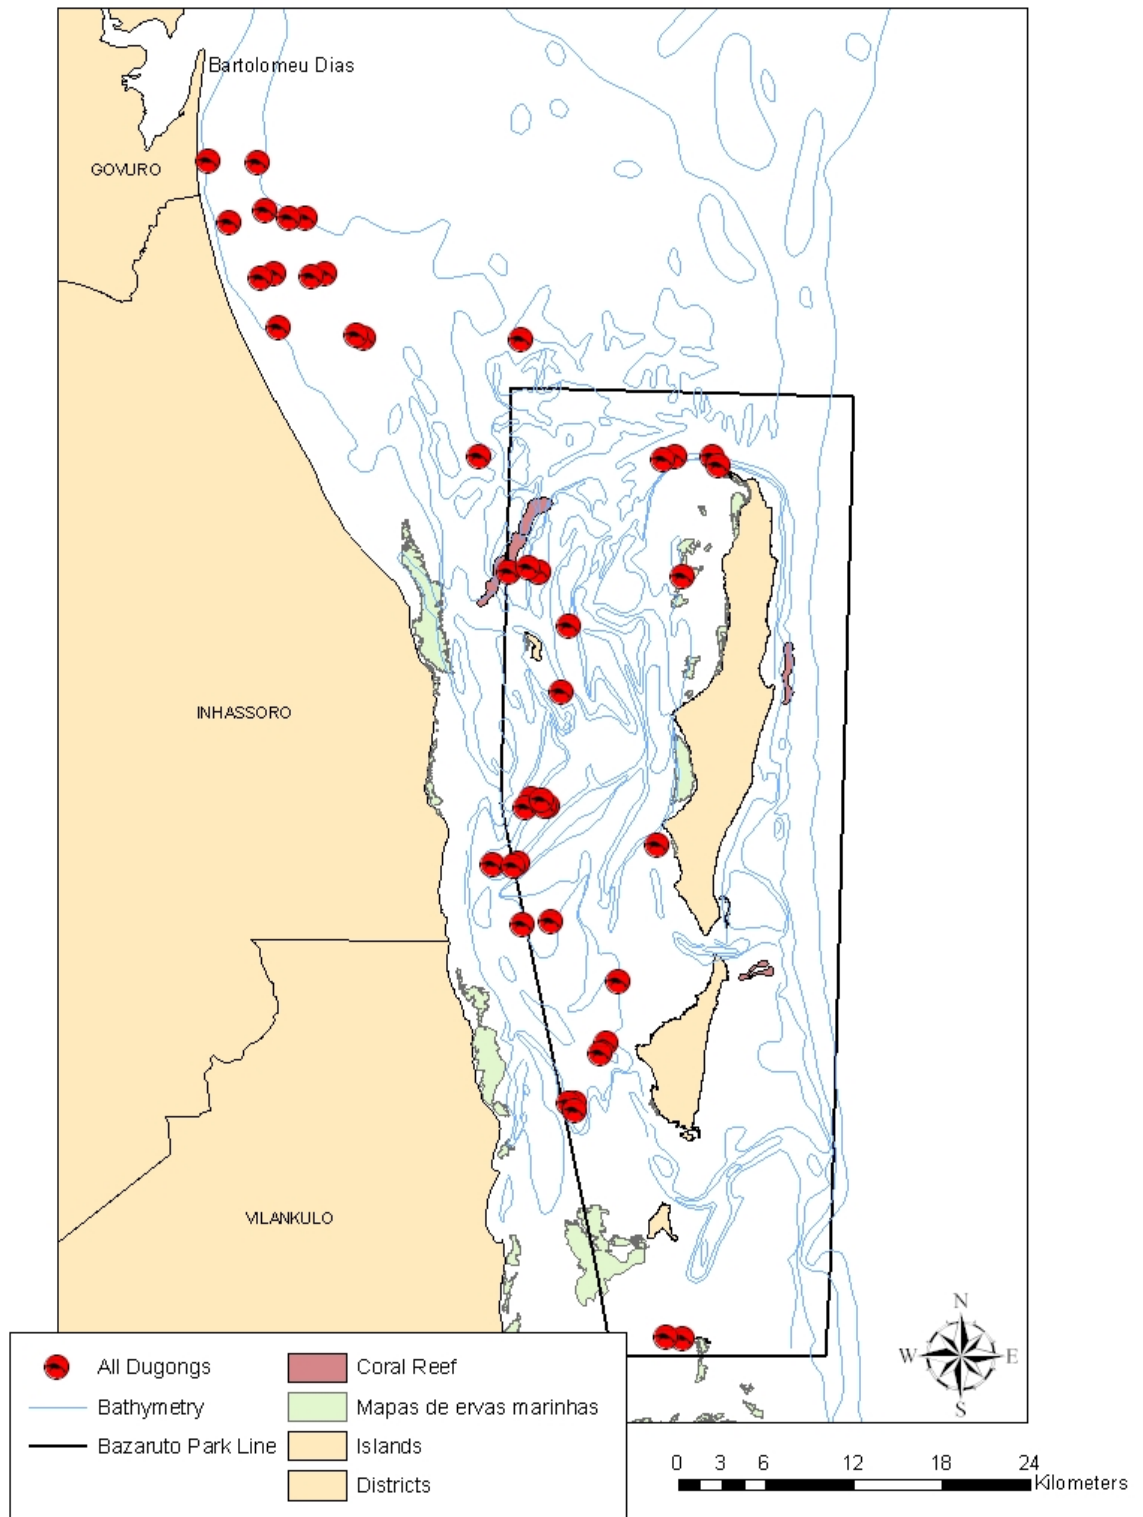 Bartolomeu Dias
GOVURO
INHASSORO
VILANKULO
N
W E
S
All Dugongs
Bathymetry
Bazaruto Park Line
Coral Reef
Mapas de ervas marinhas
Islands
Districts
0 3 6 12 18 24
Kilometers